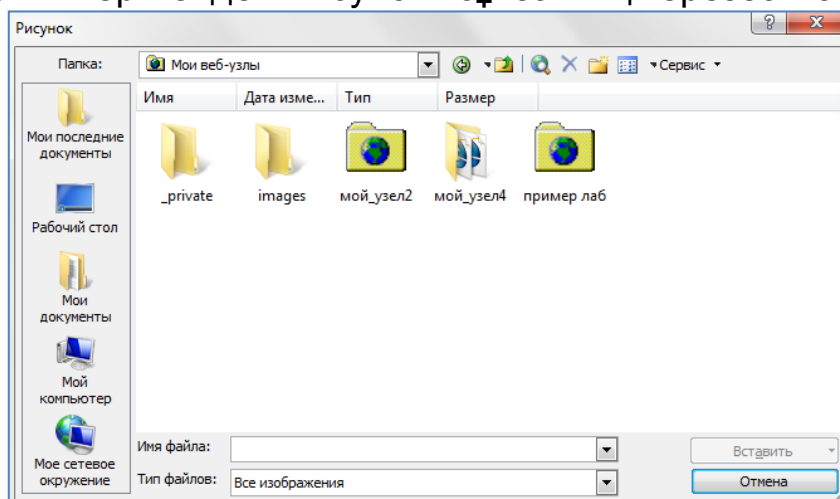 Рисунок
Папка: Мои веб-узлы Сервис
Имя Дата изме... Тип Размер
_private images мой_узел2 мой_узел4 пример лаб
Мои последние
документы
Рабочий стол
Мои
документы
Мой
компьютер
Мое сетевое
окружение
Имя файла: Вставить
Тип файлов: Все изображения Отмена